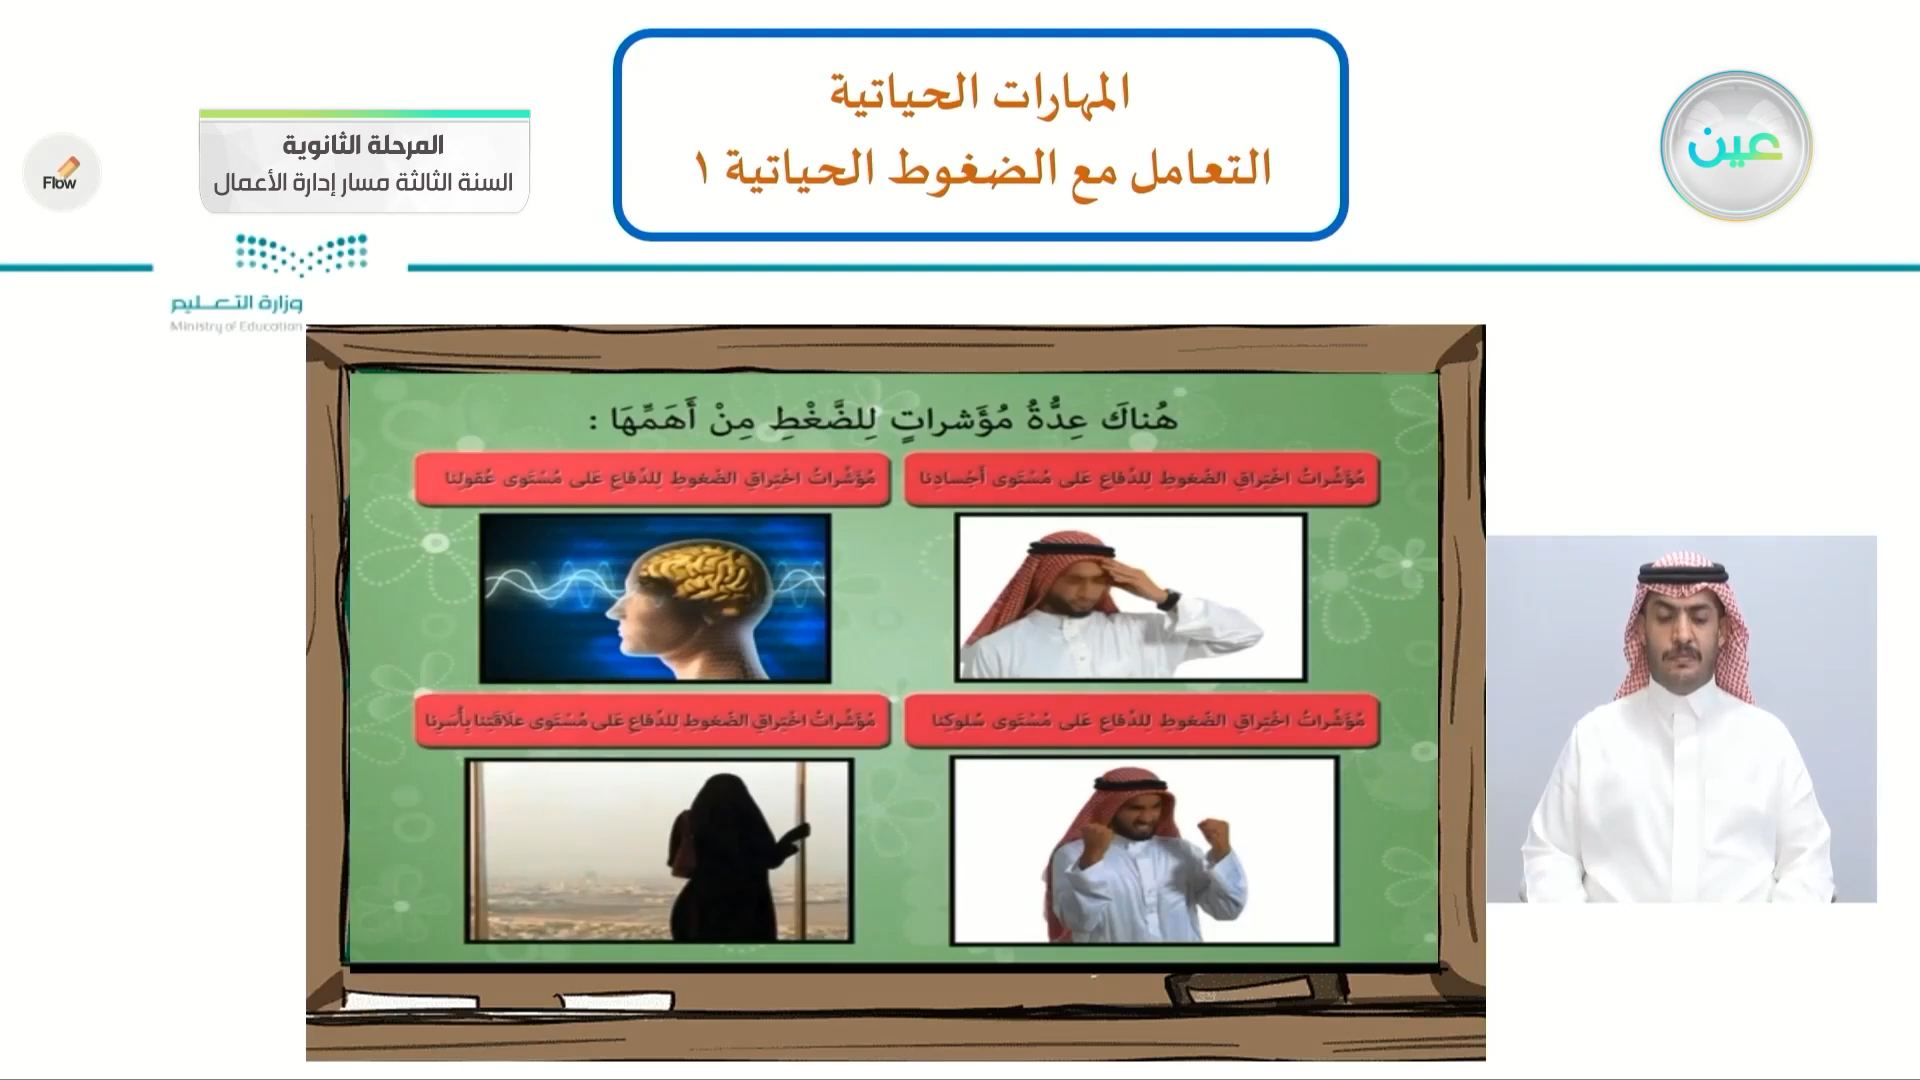 المهارات الحياتية
التعامل مع الضغوط الحياتية ١
عين
المرحلة الثانوية
السنة الثالثة مسار إدارة الأعمال
Flow
وزارة التعليم
Ministry of Education
هُناكَ عِدَّةُ مُؤَشراتٍ لِلضَّغْطِ مِنْ أَهَمِّهَا :
مُؤَشِّراتُ اخْتِراقِ الضُغوطِ لِلدِّفاعِ عَلى مُسْتَوى أَجْسادِنا
مُؤَشِّراتُ اخْتِراقِ الضُغوطِ لِلدِّفاعِ عَلى مُسْتَوى عُقولِنا
مُؤَشِّراتُ اخْتِراقِ الضُغوطِ لِلدِّفاعِ عَلى مُسْتَوى سُلوكِنا
مُؤَشِّراتُ اخْتِراقِ الضُغوطِ لِلدِّفاعِ عَلى مُسْتَوى علاقَتِنا بِأُسَرِنا